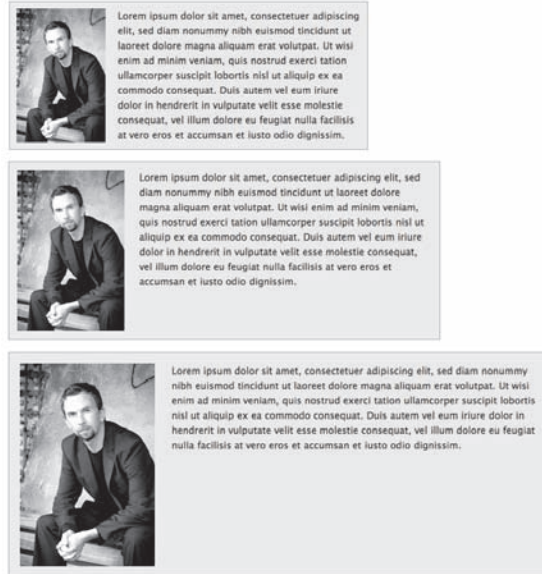 Lorem ipsum dolor sit amet, consectetuer adipiscing
elit, sed diam nonummy nibh euismod tincidunt ut
laoreet dolore magna aliquam erat volutpat. Ut wisi
enim ad minim veniam, quis nostrud exerci tation
ullamcorper suscipit lobortis nisl ut aliquip ex ea
commodo consequat. Duis autem vel eum iriure
dolor in hendrerit in vulputate velit esse molestie
consequat, vel illum dolore eu feugiat nulla facilisis
at vero eros et accumsan et iusto odio dignissim.
Lorem ipsum dolor sit amet, consectetuer adipiscing elit, sed
diam nonummy nibh euismod tincidunt ut laoreet dolore
magna aliquam erat volutpat. Ut wisi enim ad minim veniam,
quis nostrud exerci tation ullamcorper suscipit lobortis nisl ut
aliquip ex ea commodo consequat. Duis autem vel eum iriure
dolor in hendrerit in vulputate velit esse molestie consequat,
vel illum dolore eu feugiat nulla facilisis at vero eros et
accumsan et iusto odio dignissim.
Lorem ipsum dolor sit amet, consectetuer adipiscing elit, sed diam nonummy
nibh euismod tincidunt ut laoreet dolore magna aliquam erat volutpat. Ut wisi
enim ad minim veniam, quis nostrud exerci tation ullamcorper suscipit lobortis
nisl ut aliquip ex ea commodo consequat. Duis autem vel eum iriure dolor in
hendrerit in vulputate velit esse molestie consequat, vel illum dolore eu feugiat
nulla facilisis at vero eros et accumsan et iusto odio dignissim.